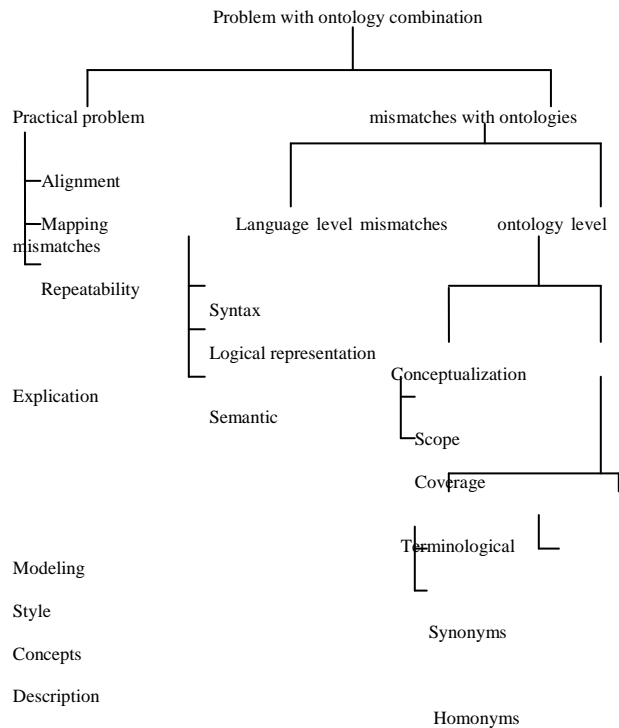 Problem with ontology combination
Practical problem mismatches with ontologies
Alignment
Mapping Language level mismatches ontology level
mismatches
Repeatability
Syntax
Logical representation
Conceptualization
Explication
Semantic
Scope
Coverage
Terminological
Modeling
Style
Synonyms
Concepts
Description
Homonyms